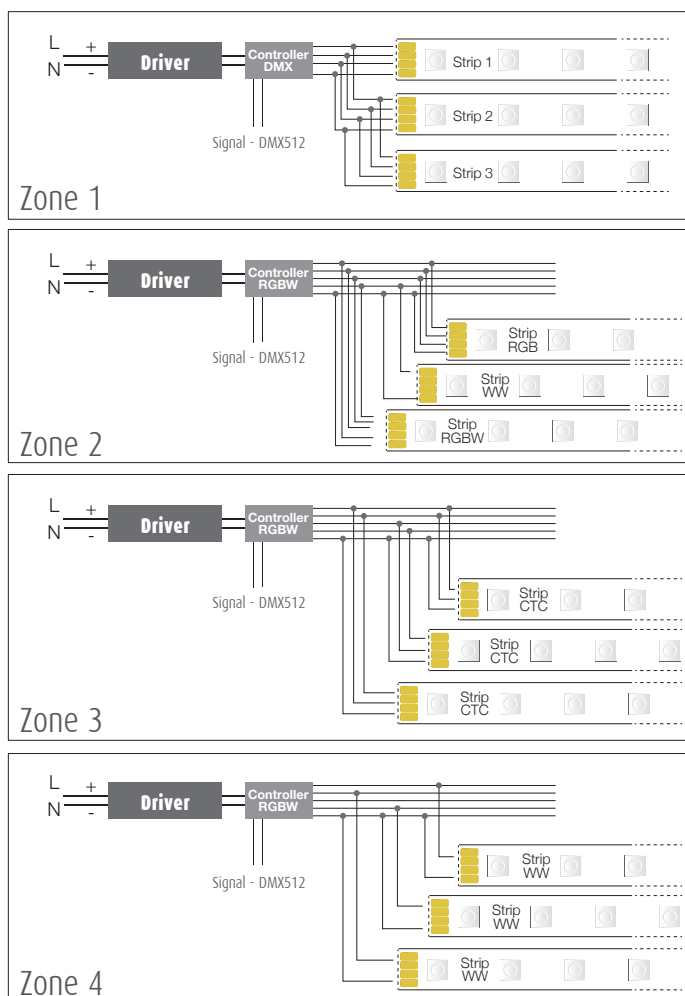 L + Driver Controller
DMX
N -
Strip 1
Strip 2
Signal - DMX512
Strip 3
Zone 1
L + Driver Controller
RGBW
N -
Strip
RGB
Signal - DMX512
Strip
WW
Strip
RGBW
Zone 2
L + Driver Controller
RGBW
N -
Strip
CTC
Signal - DMX512
Strip
CTC
Strip
CTC
Zone 3
L + Driver Controller
RGBW
N -
Strip
WW
Signal - DMX512
Strip
WW
Strip
WW
Zone 4